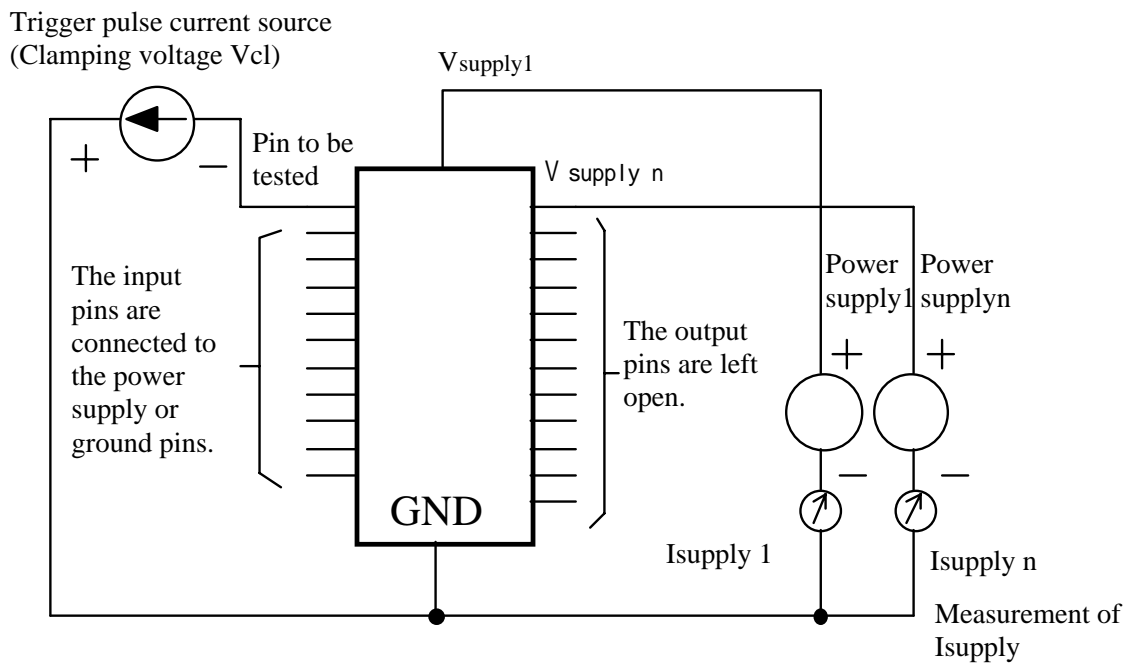 Trigger pulse current source
(Clamping voltage Vcl)
Vsupply1
+
−
Pin to be
tested
V supply n
The input
pins are
connected to
the power
supply or
ground pins.
The output
pins are left
open.
Power
supply1
Power
supplyn
+
+
−
−
GND
Isupply 1
Isupply n
Measurement of
Isupply